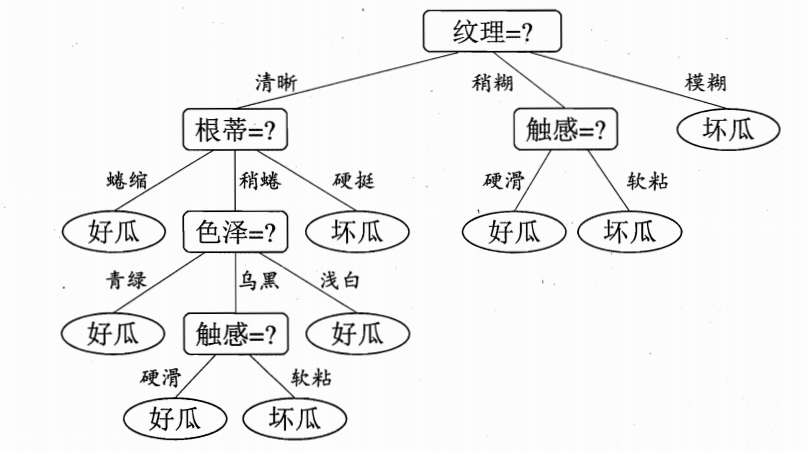 纹理=?
清晰 稍糊 模糊
根蒂=? 触感=? 坏瓜
蜷缩 稍蜷 硬挺 硬滑 软粘
好瓜 色泽=? 坏瓜 好瓜 坏瓜
青绿 乌黑 浅白
好瓜 触感=? 好瓜
硬滑 软粘
好瓜 坏瓜